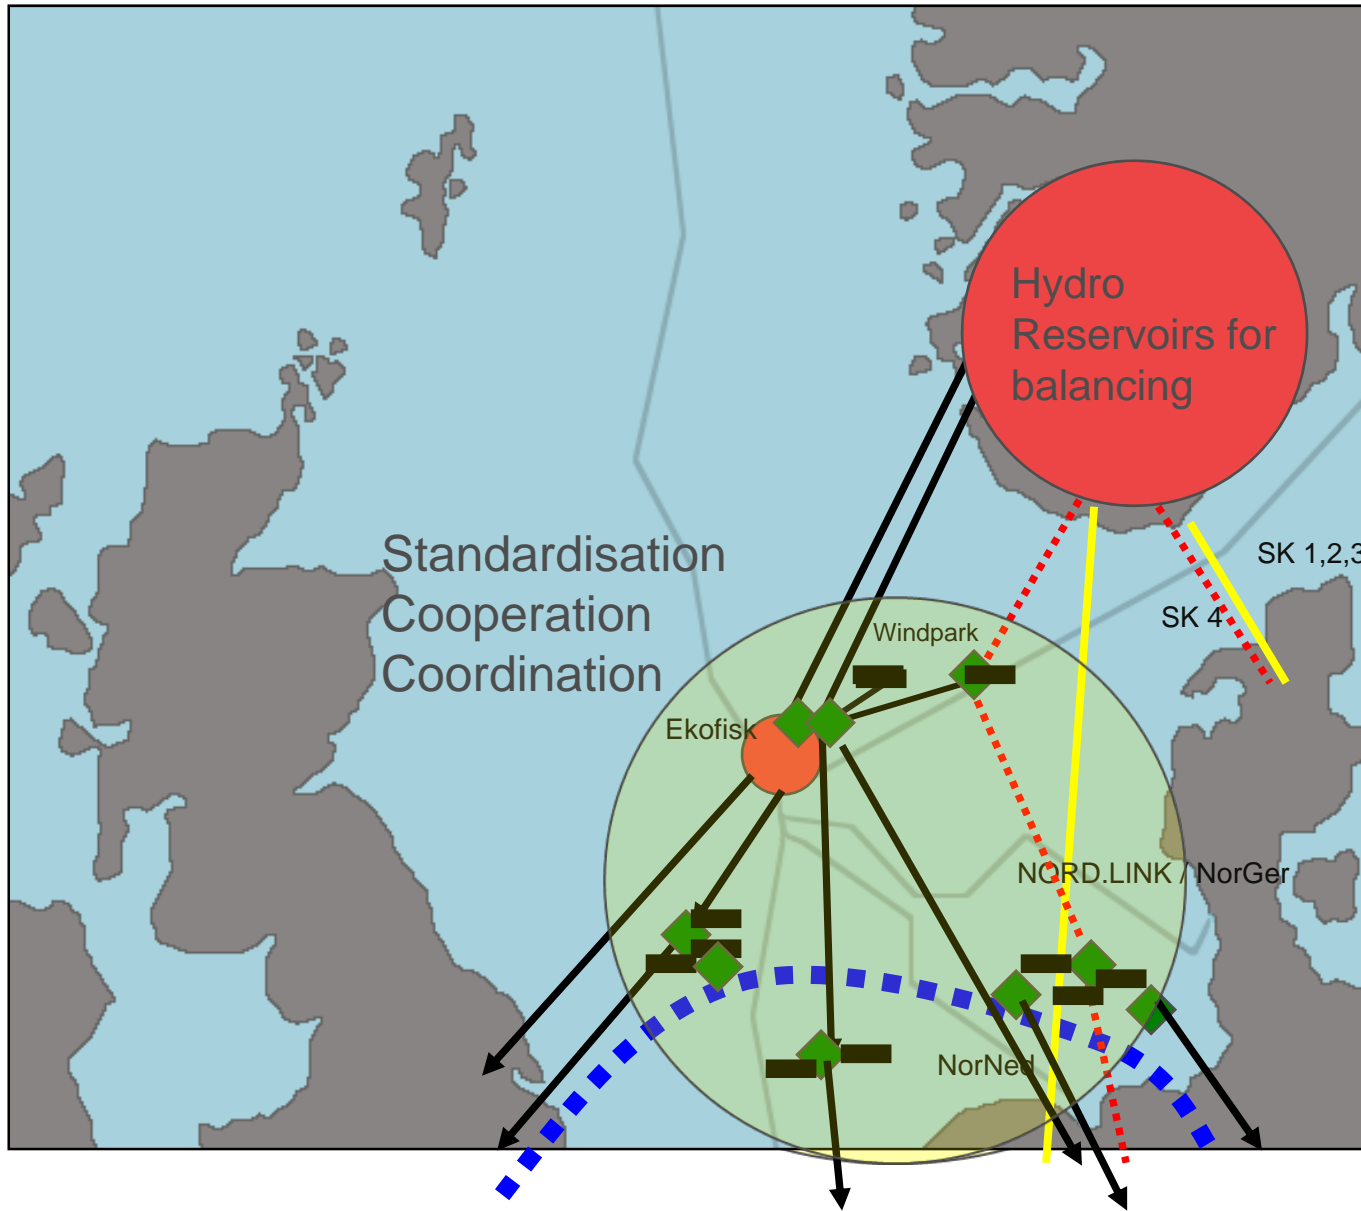 Hydro
Reservoirs for
balancing
Standardisation
Cooperation
Coordination
SK 1,2,3
SK 4
Windpark
Ekofisk
NORD.LINK / NorGer
NorNed